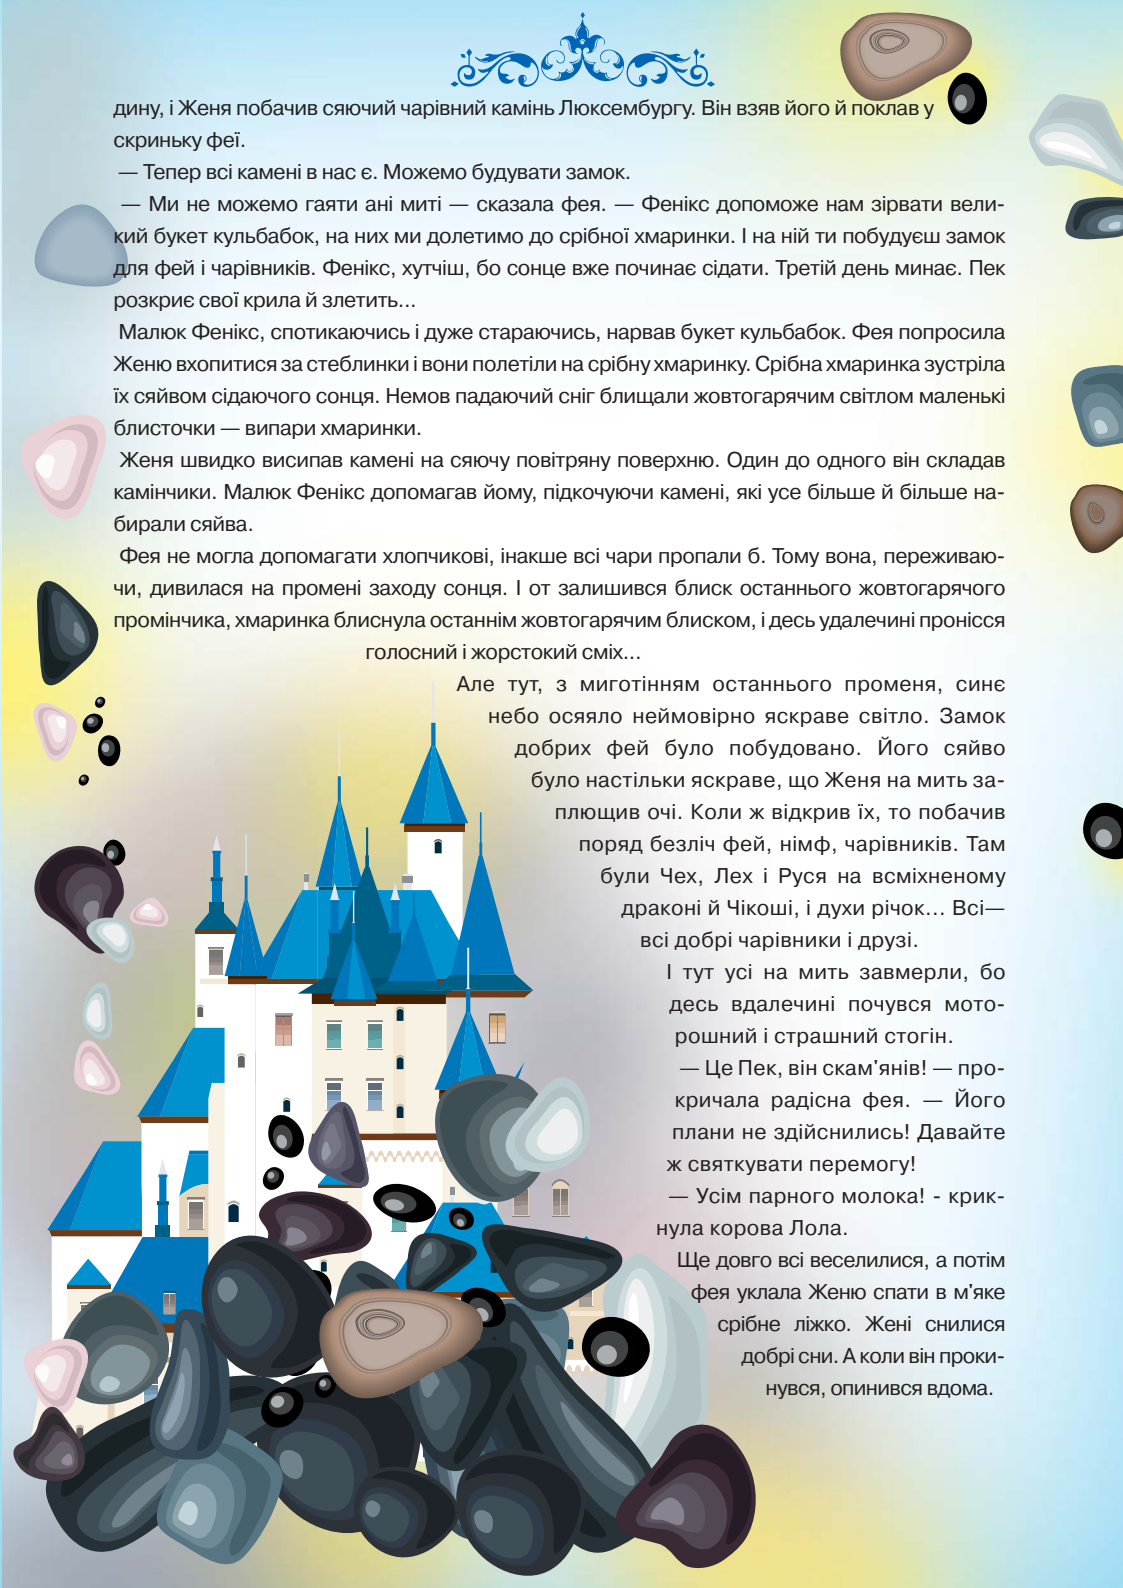 дину, і Женя побачив сяючий чарівний камінь Люксембургу. Він взяв його й поклав у
скриньку феї.
— Тепер всі камені в нас є. Можемо будувати замок.
— Ми не можемо гаяти ані миті — сказала фея. — Фенікс допоможе нам зірвати вели-
кий букет кульбабок, на них ми долетимо до срібної хмаринки. І на ній ти побудуєш замок
для фей і чарівників. Фенікс, хутчіш, бо сонце вже починає сідати. Третій день минає. Пек
розкриє свої крила й злетить...
Малюк Фенікс, спотикаючись і дуже стараючись, нарвав букет кульбабок. Фея попросила
Женю вхопитися за стеблинки і вони полетіли на срібну хмаринку. Срібна хмаринка зустріла
їх сяйвом сідаючого сонця. Немов падаючий сніг блищали жовтогарячим світлом маленькі
блисточки — випари хмаринки.
Женя швидко висипав камені на сяючу повітряну поверхню. Один до одного він складав
камінчики. Малюк Фенікс допомагав йому, підкочуючи камені, які усе більше й більше на-
бирали сяйва.
Фея не могла допомагати хлопчикові, інакше всі чари пропали б. Тому вона, переживаю-
чи, дивилася на промені заходу сонця. І от залишився блиск останнього жовтогарячого
промінчика, хмаринка блиснула останнім жовтогарячим блиском, і десь удалечині пронісся
голосний і жорстокий сміх...
Але тут, з миготінням останнього променя, синє
небо осяяло неймовірно яскраве світло. Замок
добрих фей було побудовано. Його сяйво
було настільки яскраве, що Женя на мить за-
плющив очі. Коли ж відкрив їх, то побачив
поряд безліч фей, німф, чарівників. Там
були Чех, Лех і Руся на всміхненому
драконі й Чікоші, і духи річок... Всі—
всі добрі чарівники і друзі.
І тут усі на мить завмерли, бо
десь вдалечині почувся мото-
рошний і страшний стогін.
— Це Пек, він скам'янів! — про-
кричала радісна фея. — Його
плани не здійснились! Давайте
ж святкувати перемогу!
— Усім парного молока! - крик-
нула корова Лола.
Ще довго всі веселилися, а потім
фея уклала Женю спати в м'яке
срібне ліжко. Жені снилися
добрі сни. А коли він проки-
нувся, опинився вдома.